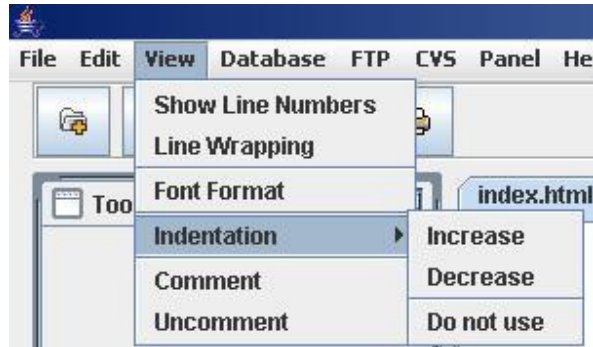 File Edit View Database FTP CVS Panel He
Show Line Numbers
Line Wrapping
Font Format
Too
index.html
Indentation
Increase
Comment
Decrease
Uncomment
Do not use